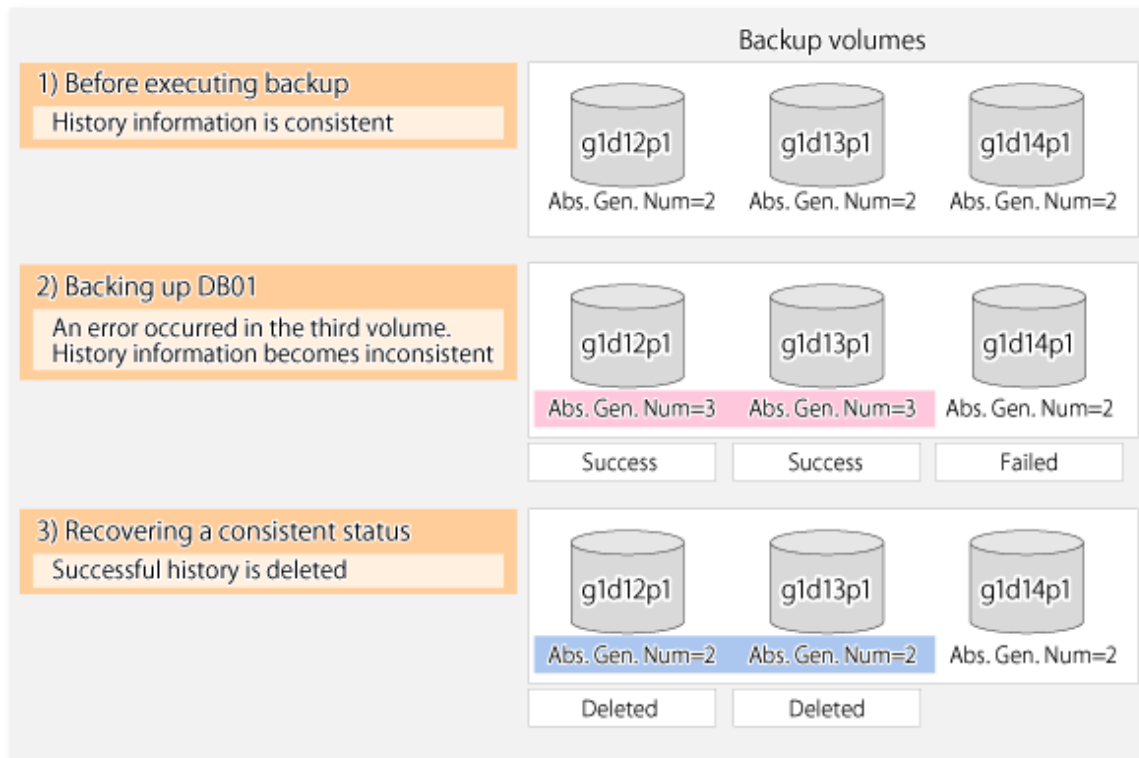 Backup volumes
1) Before executing backup
History information is consistent
g1d12p1 g1d13p1 g1d14p1
Abs. Gen. Num=2 Abs. Gen. Num=2 Abs. Gen. Num=2
2) Backing up DB01
An error occurred in the third volume.
History information becomes inconsistent
g1d12p1 g1d13p1 g1d14p1
Abs. Gen. Num=3 Abs. Gen. Num=3 Abs. Gen. Num=2
Success Success Failed
3) Recovering a consistent status
Successful history is deleted
g1d12p1 g1d13p1 g1d14p1
Abs. Gen. Num=2 Abs. Gen. Num=2 Abs. Gen. Num=2
Deleted Deleted